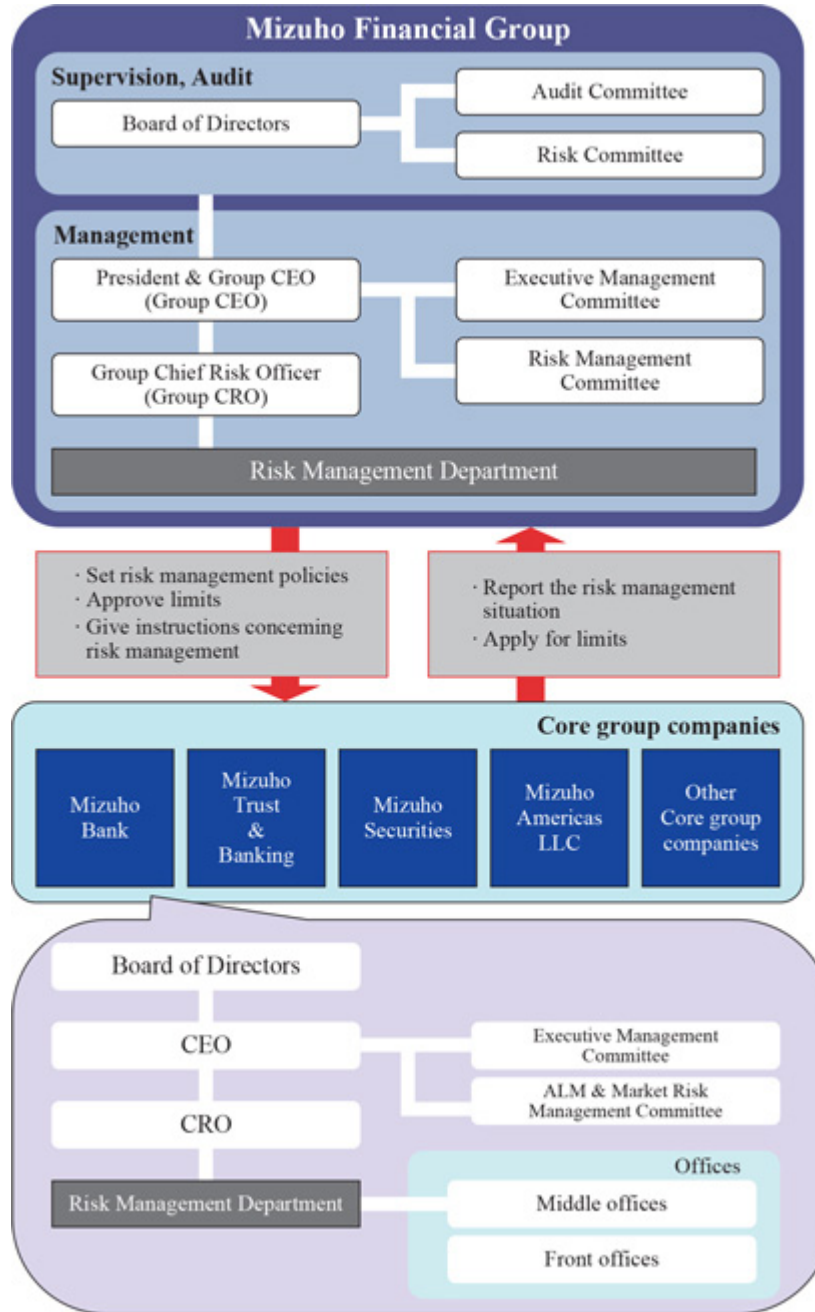 Mizuho Financial Group
Supervision, Audit
Board of Directors
Audit Committee
Risk Committee
Management
President & Group CEO
(Group CEO)
Executive Management
Committee
Group Chief Risk Officer
(Group CRO)
Risk Management
Committee
Risk Management Department
· Set risk management policies
· Approve limits
· Give instructions conceming
risk management
· Report the risk management
situation
· Apply for limits
Core group companies
Mizuho
Bank
Mizuho
Trust
&
Banking
Mizuho
Securities
Mizuho
Americas
LLC
Other
Core group
companies
Board of Directors
CEO
Executive Management
Committee
ALM & Market Risk
Management Committee
CRO
Offices
Risk Management Department
Middle offices
Front offices